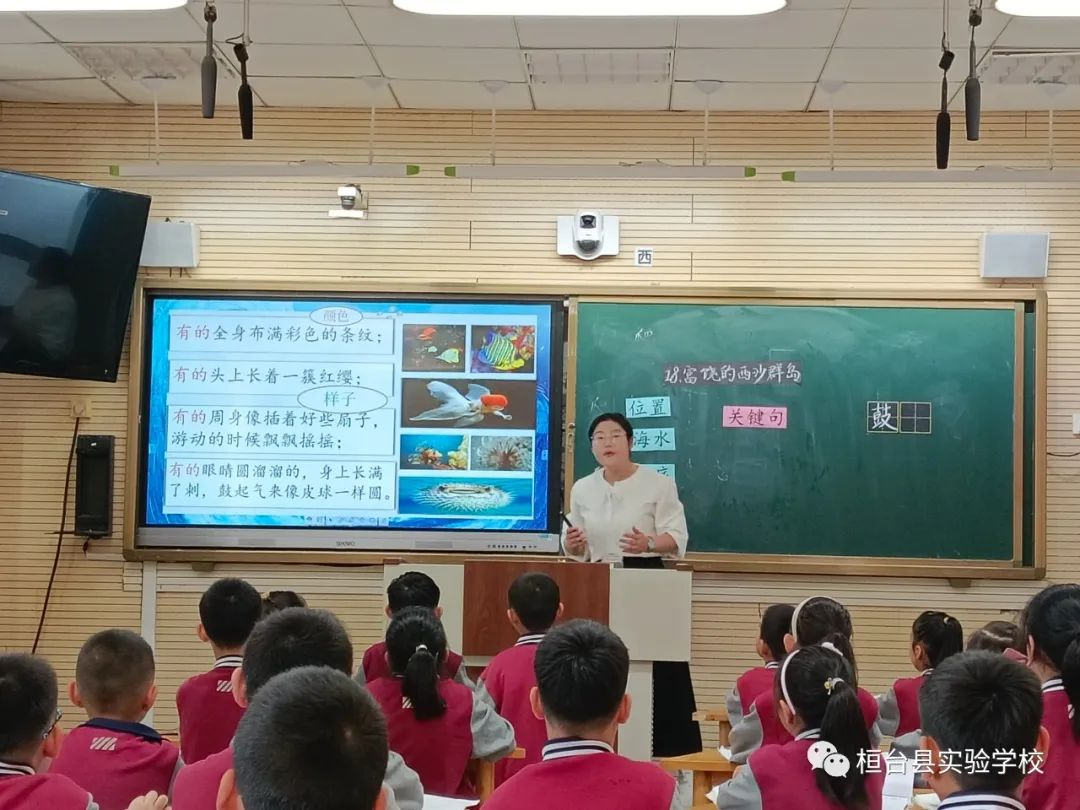 西
颜色
有的全身布满彩色的条纹；
有的头上长着一簇红缨；
样子
有的周身像插着好些扇子，
游动的时候飘飘摇摇；
有的眼睛圆溜溜的，身上长满
了刺，鼓起气来像皮球一样圆。
18.富饶的西沙群岛
位置
海水
关键句
鼓
桓台县实验学校